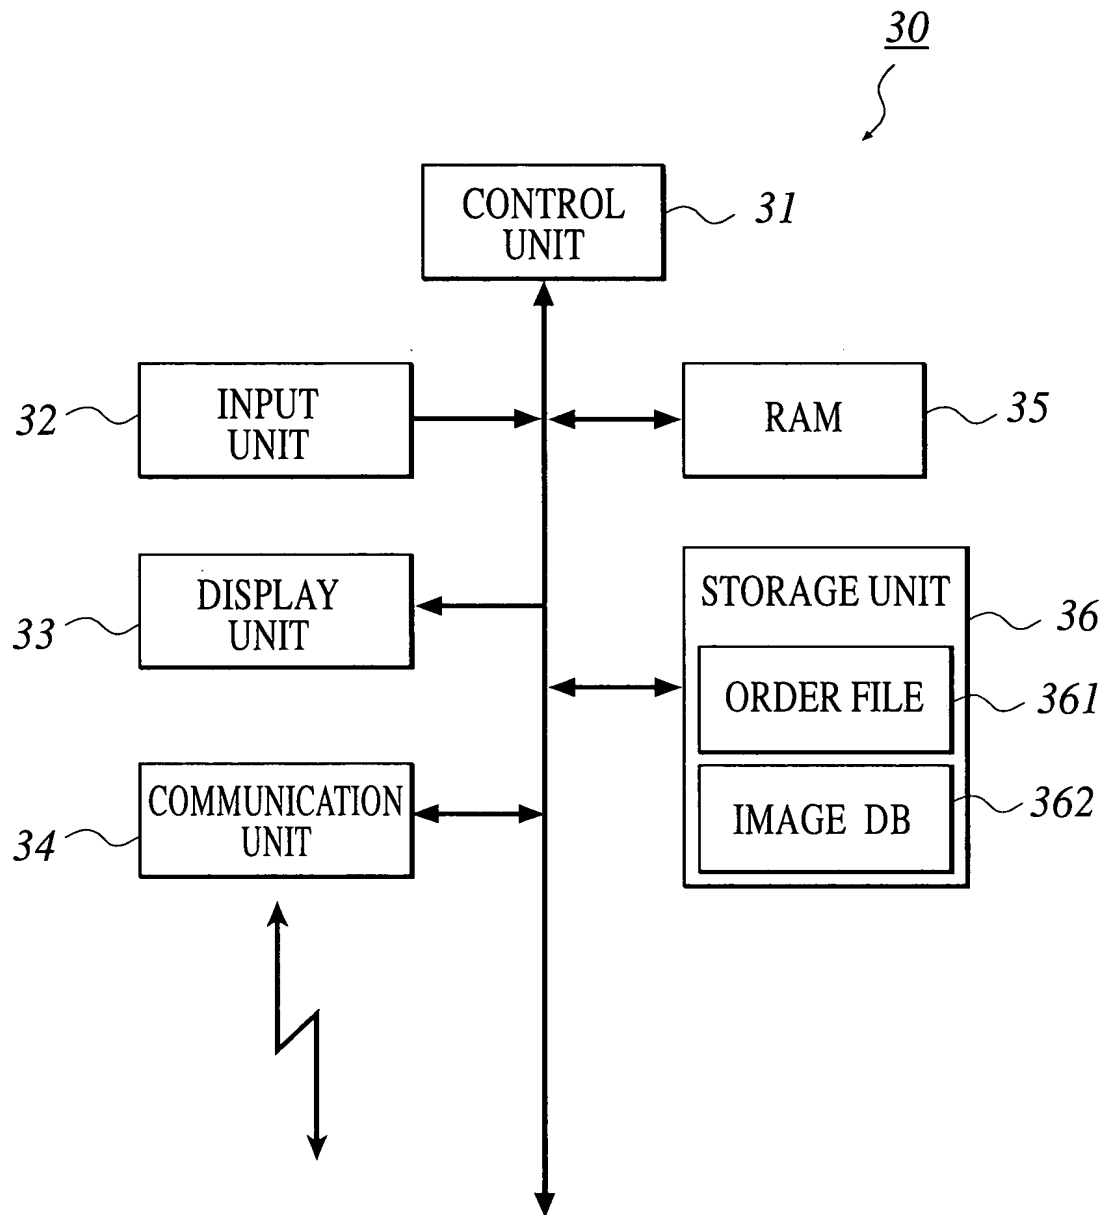 30
CONTROL
UNIT
31
32
INPUT
UNIT
RAM
35
33
DISPLAY
UNIT
STORAGE UNIT
36
ORDER FILE
361
34
COMMUNICATION
UNIT
IMAGE DB
362